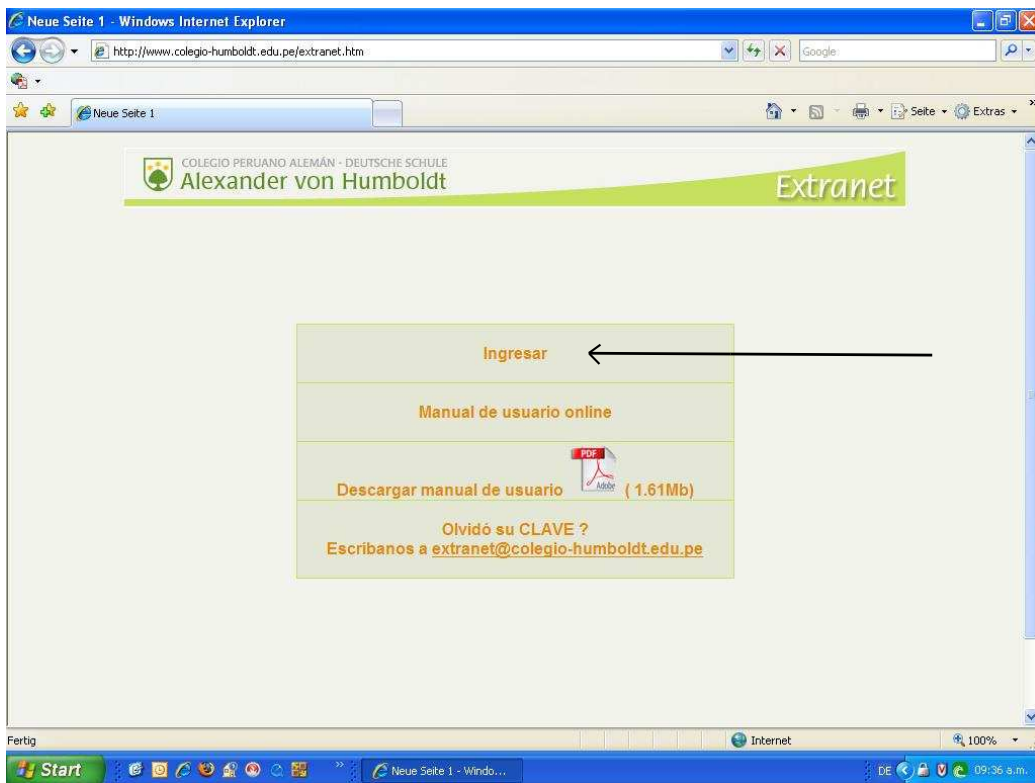 Neue Seite 1 - Windows Internet Explorer
http://www.colegio-humboldt.edu.pe/extranet.htm
Google
Neue Seite 1
Seite
Extras
COLEGIO PERUANO ALEMÁN - DEUTSCHE SCHULE
Alexander von Humboldt
Extranet
Ingresar
Manual de usuario online
PDF
Adobe
Descargar manual de usuario ( 1.61Mb)
Olvidó su CLAVE ?
Escribanos a extranet@colegio-humboldt.edu.pe
Fertig
Internet
100%
Start
Neue Seite 1 - Windo...
DE
09:36 a.m.